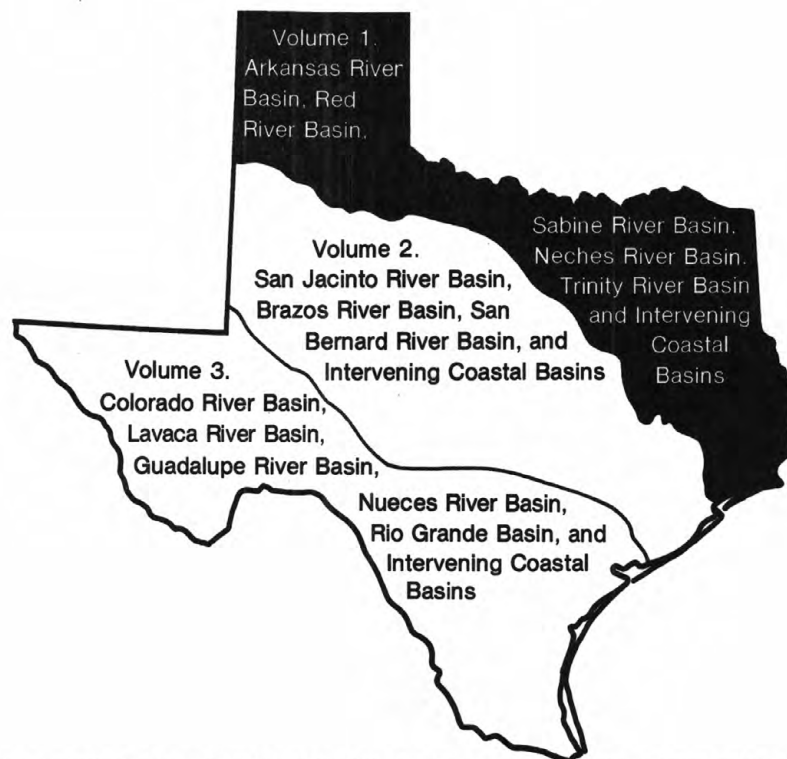 Volume 1.
Arkansas River
Basin, Red
River Basin,
Sabine River Basin.
Neches River Basin.
Trinity River Basin
and Intervening
Coastal
Basins
Volume 2.
San Jacinto River Basin,
Brazos River Basin, San
Bernard River Basin, and
Intervening Coastal Basins
Volume 3.
Colorado River Basin,
Lavaca River Basin,
Guadalupe River Basin,
Nueces River Basin,
Rio Grande Basin, and
Intervening Coastal
Basins